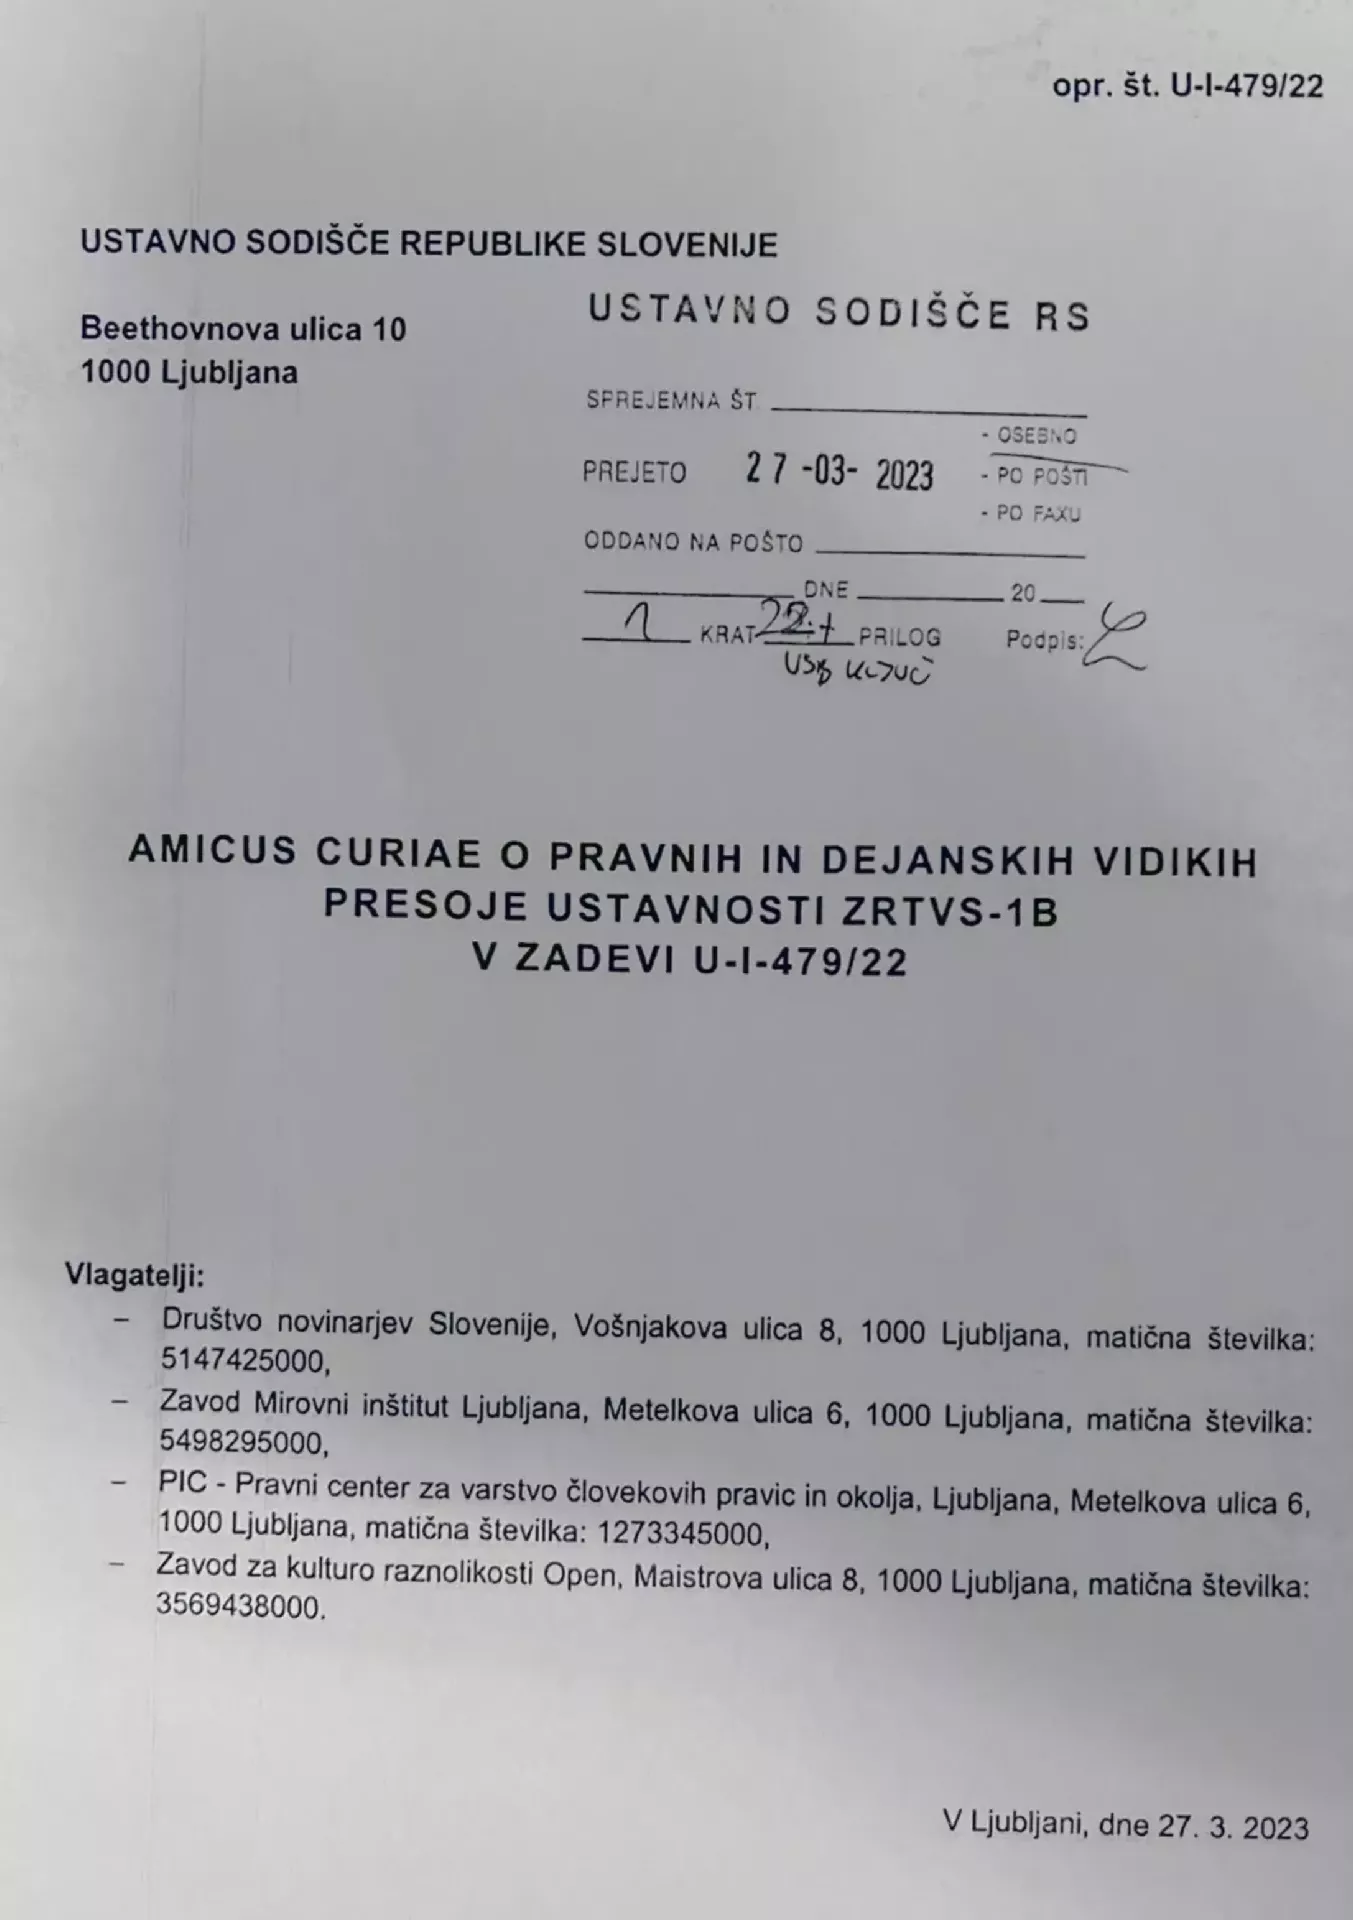 opr. št. U-I-479/22
USTAVNO SODIŠČE REPUBLIKE SLOVENIJE
Beethovnova ulica 10
1000 Ljubljana
USTAVNO SODIŠČE RS
SPREJEMNA ŠT.
- OSEBNO
PREJETO 27 -03- 2023 - PO POŠTI
- PO FAXU
ODDANO NA POŠTO
DNE 20
1 KRAT 22.+ PRILOG Podpis:
USB KLJUČ
AMICUS CURIAE O PRAVNIH IN DEJANSKIH VIDIKIH
PRESOJE USTAVNOSTI ZRTVS-1B
V ZADEVI U-I-479/22
Vlagatelji:
– Društvo novinarjev Slovenije, Vošnjakova ulica 8, 1000 Ljubljana, matična številka:
5147425000,
– Zavod Mirovni inštitut Ljubljana, Metelkova ulica 6, 1000 Ljubljana, matična številka:
5498295000,
– PIC - Pravni center za varstvo človekovih pravic in okolja, Ljubljana, Metelkova ulica 6,
1000 Ljubljana, matična številka: 1273345000,
– Zavod za kulturo raznolikosti Open, Maistrova ulica 8, 1000 Ljubljana, matična številka:
3569438000.
V Ljubljani, dne 27. 3. 2023